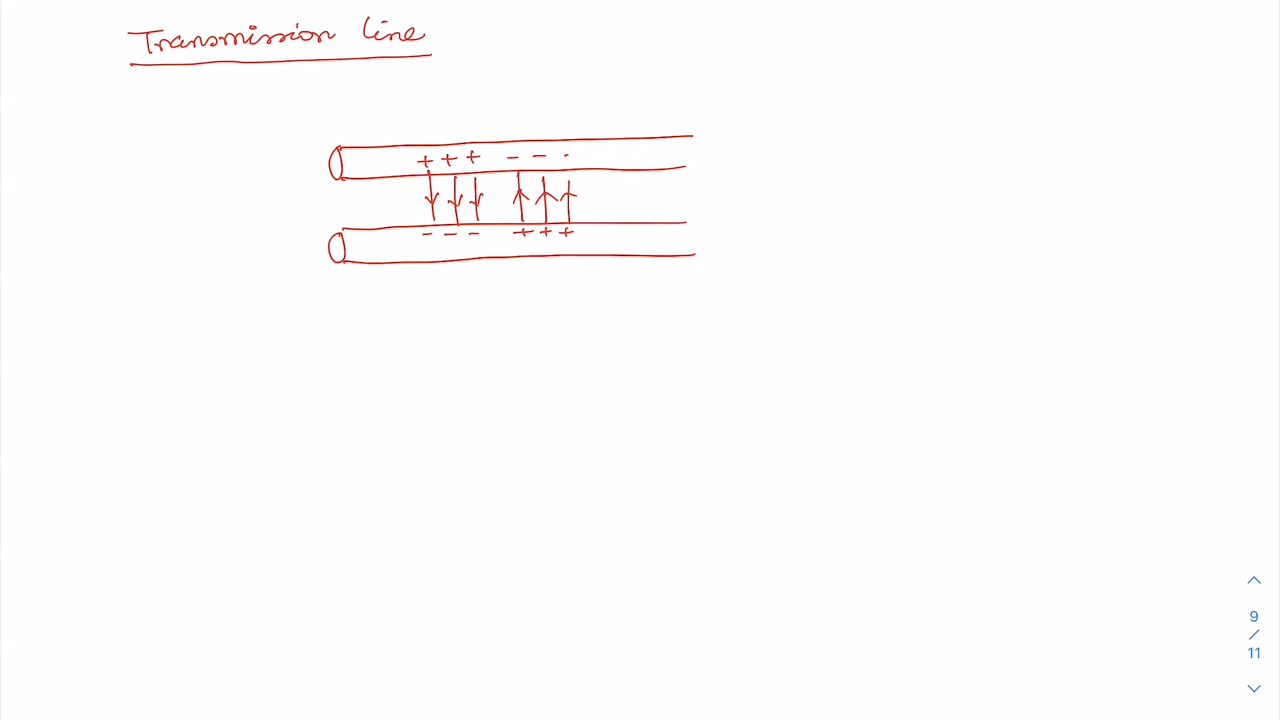 Transmission line
+ + + - - -
- - - + + +
9
/
11